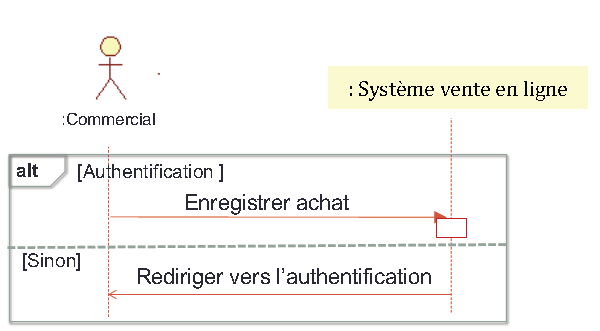 : Système vente en ligne
:Commercial
alt [Authentification ]
Enregistrer achat
[Sinon]
Rediriger vers l’authentification